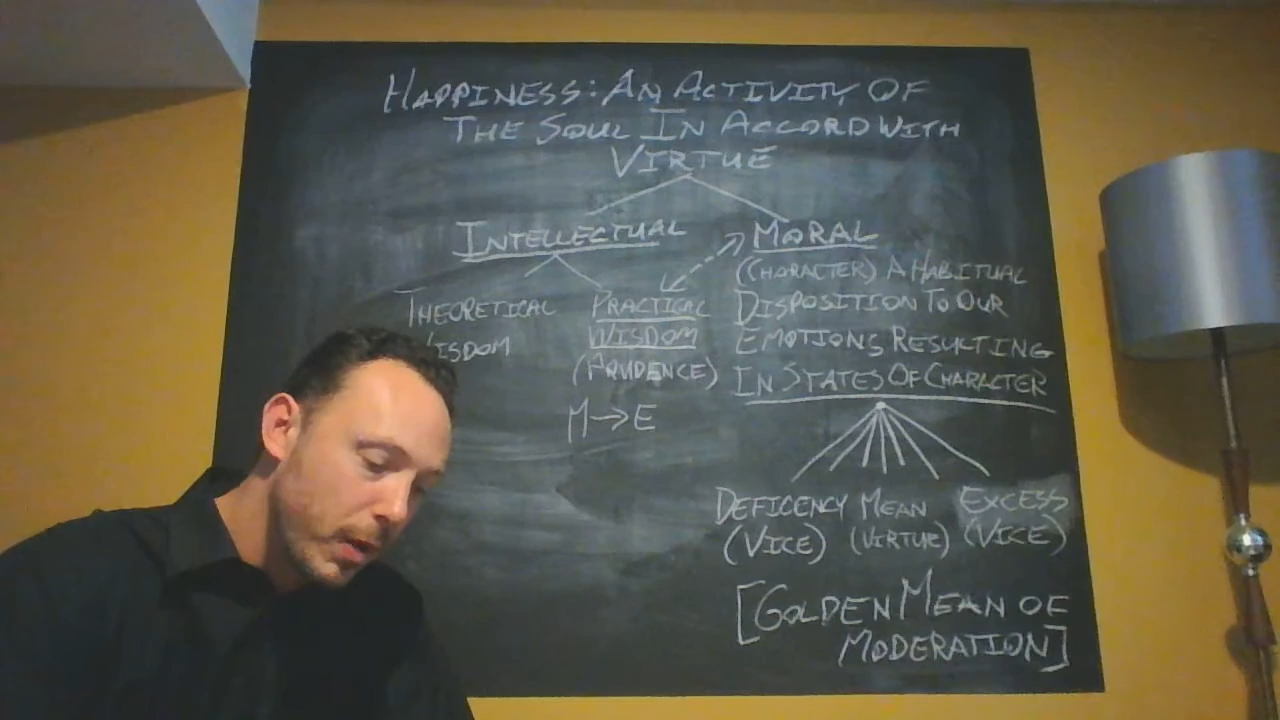 HAPPINESS: AN ACTIVITY OF
THE SOUL IN ACCORD WITH
VIRTUE
INTELLECTUAL
THEORETICAL
WISDOM
PRACTICAL
WISDOM
(PRUDENCE)
M→E
MORAL
(CHARACTER) A HABITUAL
DISPOSITION TO OUR
EMOTIONS RESULTING
IN STATES OF CHARACTER
DEFICENCY MEAN EXCESS
(VICE) (VIRTUE) (VICE)
[GOLDEN MEAN OF
MODERATION]